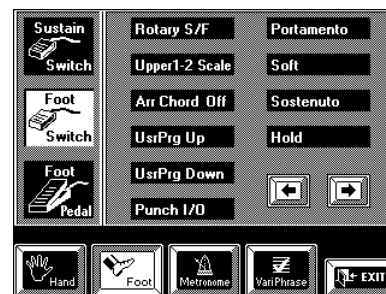 Sustain
Switch
Foot
Switch
Foot
Pedal
Rotary S/F
Upper1-2 Scale
Arr Chord Off
UsrPrg Up
UsrPrg Down
Punch I/O
Portamento
Soft
Sostenuto
Hold
Hand
Foot
Metronome
VariPhrase
EXIT